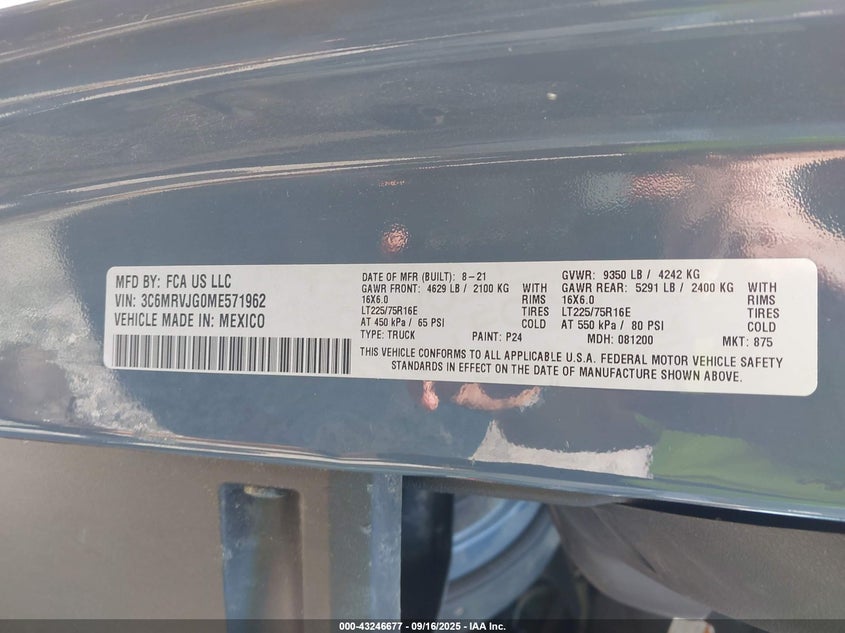 MFD BY: FCA US LLC
VIN: 3C6MRVJG0ME571962
VEHICLE MADE IN: MEXICO
DATE OF MFR (BUILT): 8-21
GAWR FRONT: 4629 LB / 2100 KG WITH
16X6.0 RIMS
LT225/75R16E TIRES
AT 450 kPa / 65 PSI COLD
TYPE: TRUCK PAINT: P24
GVWR: 9350 LB / 4242 KG
GAWR REAR: 5291 LB / 2400 KG WITH
16X6.0 RIMS
LT225/75R16E TIRES
AT 550 kPa / 80 PSI COLD
MDH: 081200 MKT: 875
THIS VEHICLE CONFORMS TO ALL APPLICABLE U.S.A. FEDERAL MOTOR VEHICLE SAFETY
STANDARDS IN EFFECT ON THE DATE OF MANUFACTURE SHOWN ABOVE.
000-43246677 - 09/16/2025 - IAA Inc.